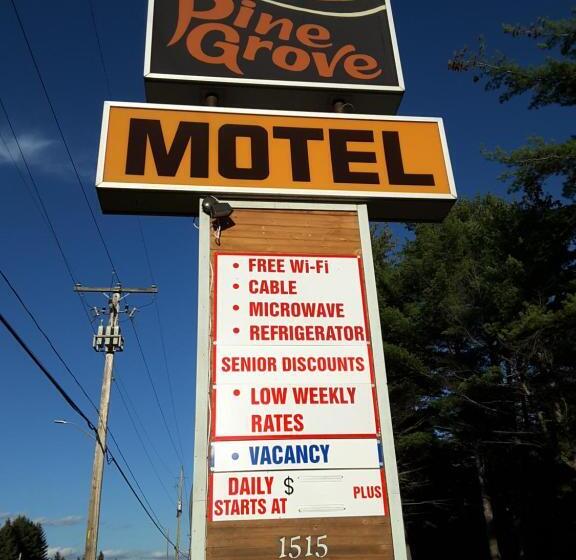 Pine
Grove
MOTEL
• FREE Wi-Fi
• CABLE
• MICROWAVE
• REFRIGERATOR
SENIOR DISCOUNTS
• LOW WEEKLY
RATES
• VACANCY
DAILY $
STARTS AT PLUS
1515